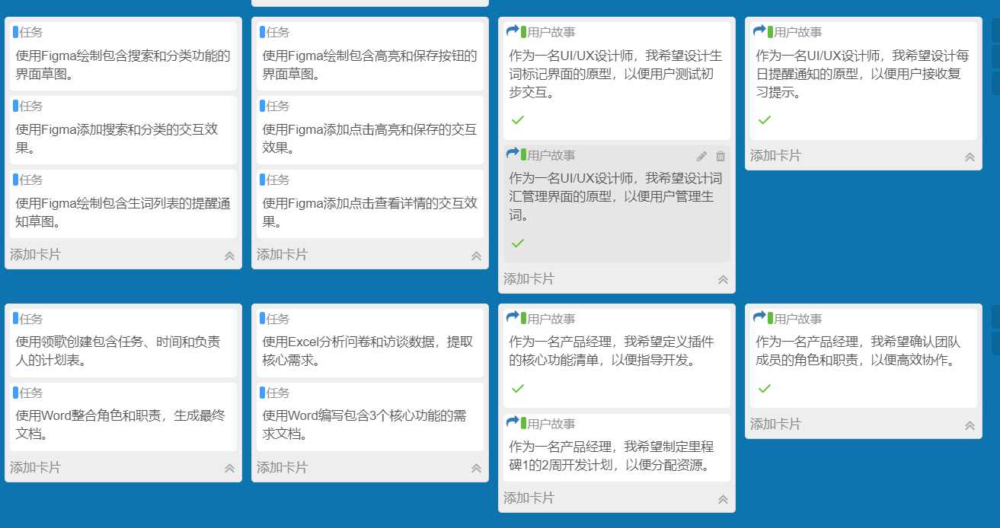 任务
使用Figma绘制包含搜索和分类功能的
界面草图。
任务
使用Figma添加搜索和分类的交互效
果。
任务
使用Figma绘制包含生词列表的提醒通
知草图。
添加卡片
任务
使用Figma绘制包含高亮和保存按钮的
界面草图。
任务
使用Figma添加点击高亮和保存的交互
效果。
任务
使用Figma添加点击查看详情的交互效
果。
添加卡片
用户故事
作为一名UI/UX设计师，我希望设计生
词标记界面的原型，以便用户测试初
步交互。
用户故事
作为一名UI/UX设计师，我希望设计词
汇管理界面的原型，以便用户管理生
词。
添加卡片
用户故事
作为一名UI/UX设计师，我希望设计每
日提醒通知的原型，以便用户接收复
习提示。
添加卡片
任务
使用领歌创建包含任务、时间和负责
人的计划表。
任务
使用Word整合角色和职责，生成最终
文档。
添加卡片
任务
使用Excel分析问卷和访谈数据，提取
核心需求。
任务
使用Word编写包含3个核心功能的需
求文档。
添加卡片
用户故事
作为一名产品经理，我希望定义插件
的核心功能清单，以便指导开发。
用户故事
作为一名产品经理，我希望制定里程
碑1的2周开发计划，以便分配资源。
添加卡片
用户故事
作为一名产品经理，我希望确认团队
成员的角色和职责，以便高效协作。
添加卡片